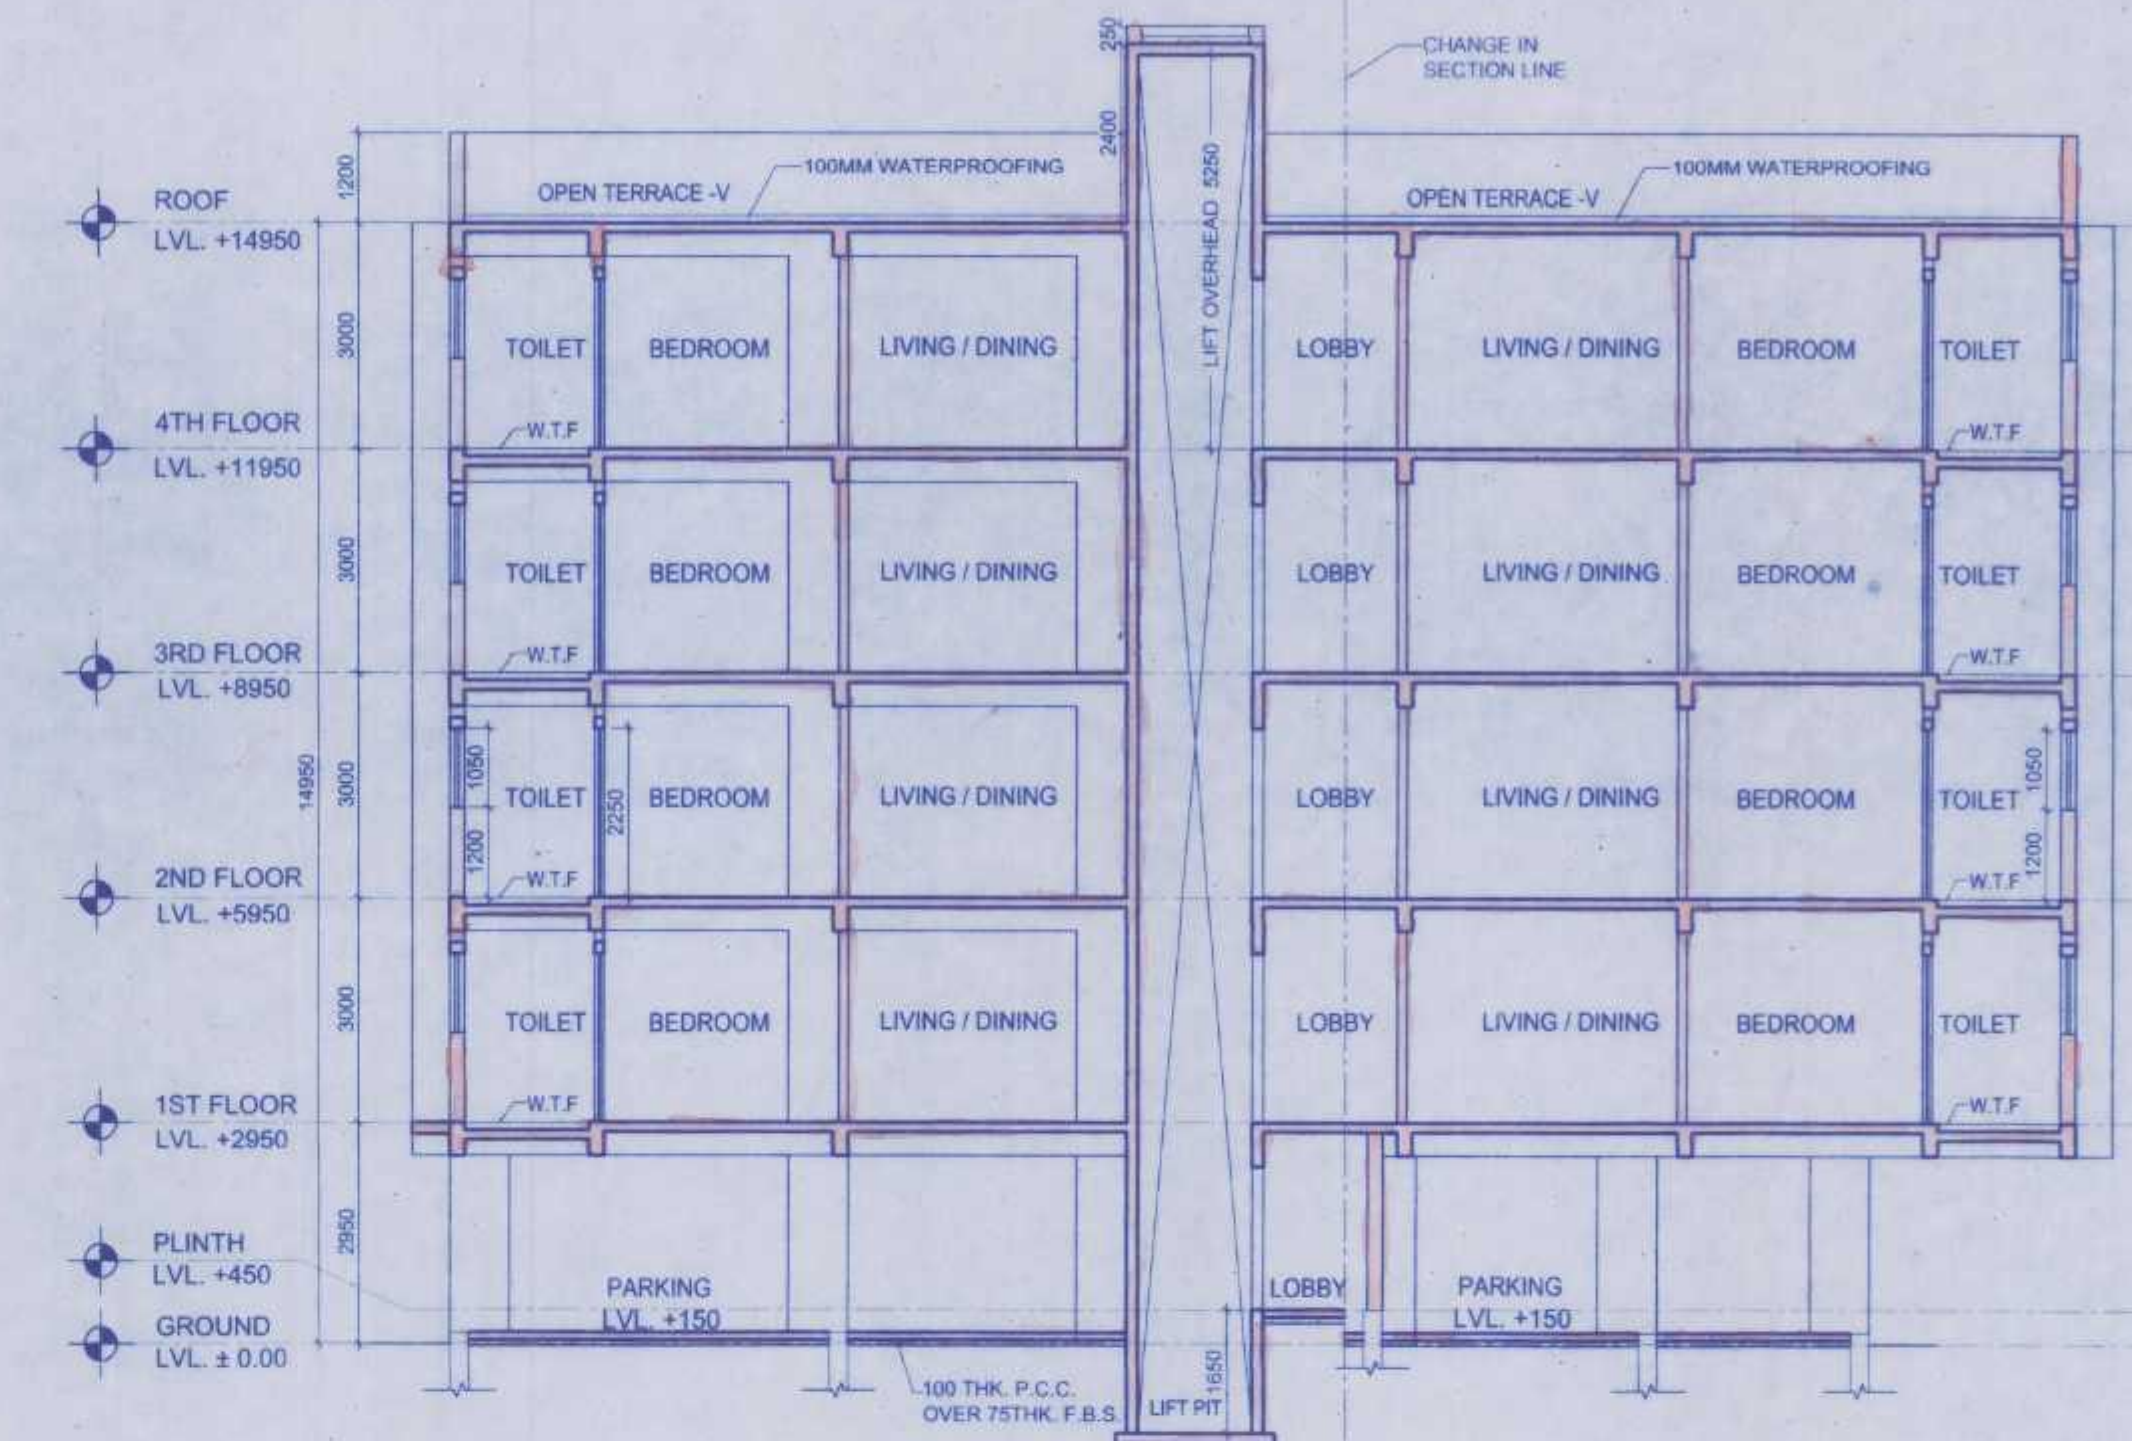 250
CHANGE IN
SECTION LINE
2400
1200
100MM WATERPROOFING
100MM WATERPROOFING
OPEN TERRACE -V
OPEN TERRACE -V
ROOF
LVL. +14950
LIFT OVERHEAD 5250
3000
TOILET
BEDROOM
LIVING / DINING
LOBBY
LIVING / DINING
BEDROOM
TOILET
4TH FLOOR
LVL. +11950
W.T.F
W.T.F
3000
TOILET
BEDROOM
LIVING / DINING
LOBBY
LIVING / DINING
BEDROOM
TOILET
3RD FLOOR
LVL. +8950
W.T.F
W.T.F
14950
3000
1050
TOILET
2250
BEDROOM
LIVING / DINING
LOBBY
LIVING / DINING
BEDROOM
TOILET
1050
1200
1200
2ND FLOOR
LVL. +5950
W.T.F
W.T.F
3000
TOILET
BEDROOM
LIVING / DINING
LOBBY
LIVING / DINING
BEDROOM
TOILET
1ST FLOOR
LVL. +2950
W.T.F
W.T.F
2950
PLINTH
LVL. +450
PARKING
LVL. +150
LOBBY
PARKING
LVL. +150
GROUND
LVL. ± 0.00
100 THK. P.C.C.
OVER 75THK. F.B.S.
LIFT PIT
1650